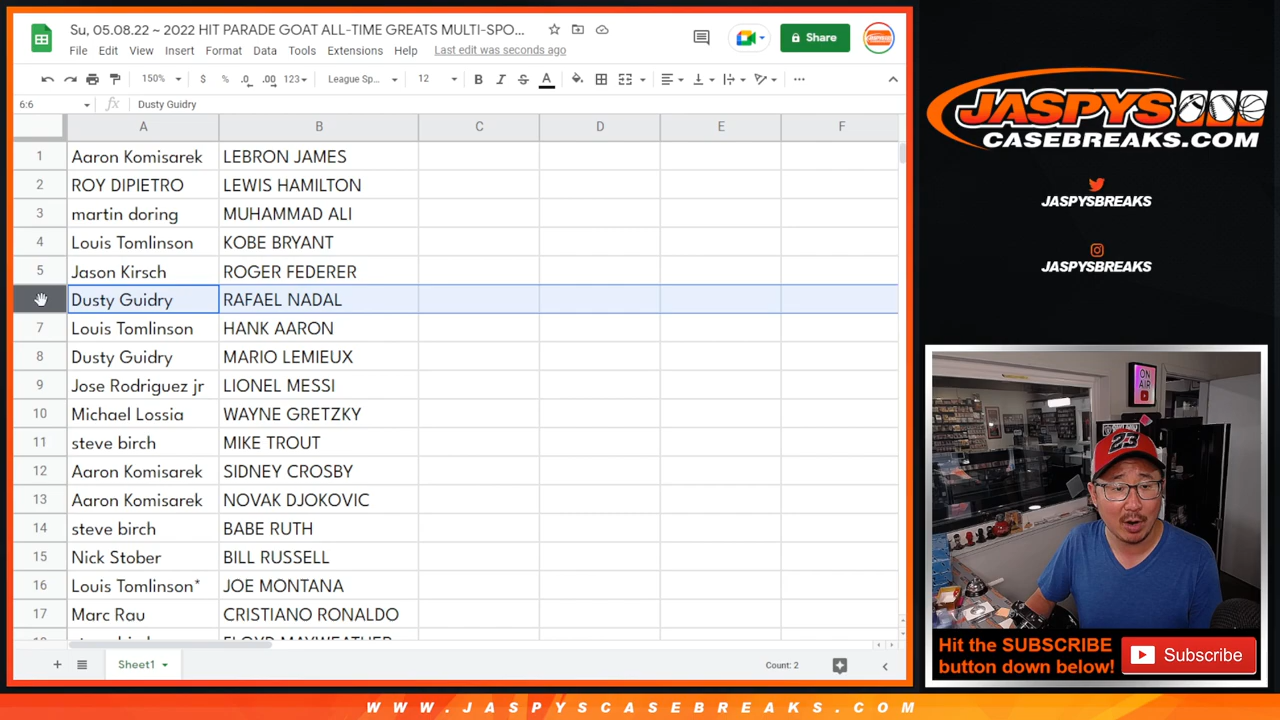 Su, 05.08.22 ~ 2022 HIT PARADE GOAT ALL-TIME GREATS MULTI-SPO...
File Edit View Insert Format Data Tools Extensions Help Last edit was seconds ago
Share
150% $ % .0 .00 123 League Sp... 12 B I S A
6:6 fx Dusty Guidry
A B C D E F
1 Aaron Komisarek LEBRON JAMES
2 ROY DIPIETRO LEWIS HAMILTON
3 martin doring MUHAMMAD ALI
4 Louis Tomlinson KOBE BRYANT
5 Jason Kirsch ROGER FEDERER
Dusty Guidry RAFAEL NADAL
7 Louis Tomlinson HANK AARON
8 Dusty Guidry MARIO LEMIEUX
9 Jose Rodriguez jr LIONEL MESSI
10 Michael Lossia WAYNE GRETZKY
11 steve birch MIKE TROUT
12 Aaron Komisarek SIDNEY CROSBY
13 Aaron Komisarek NOVAK DJOKOVIC
14 steve birch BABE RUTH
15 Nick Stober BILL RUSSELL
16 Louis Tomlinson* JOE MONTANA
17 Marc Rau CRISTIANO RONALDO
FLOYD MAYWEATHER
Sheet1
Count: 2
JASPYS
CASEBREAKS.COM
JASPYSBREAKS
JASPYSBREAKS
ON
AIR
23
Hit the SUBSCRIBE
button down below!
Subscribe
WWW.JASPYSCASEBREAKS.COM